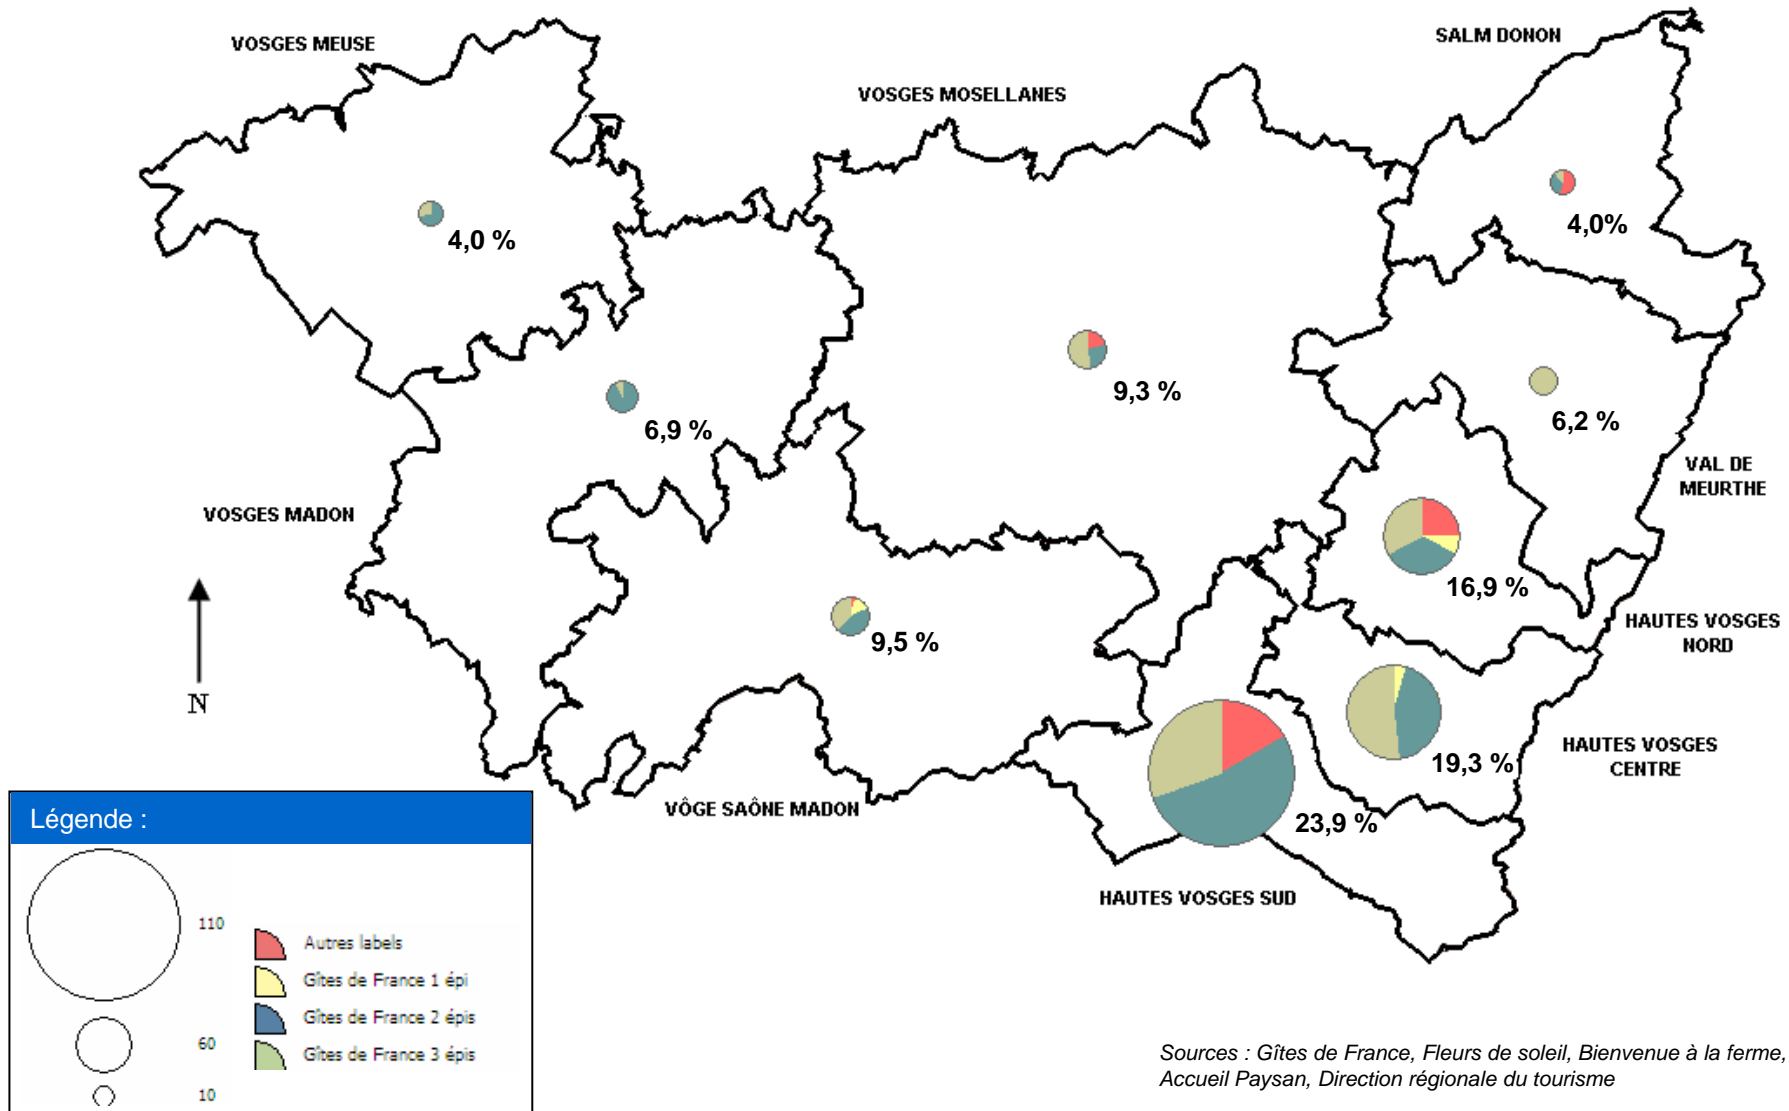 VOSGES MEUSE
SALM DONON
VOSGES MOSELLANES
4,0 %
4,0%
9,3 %
6,9 %
6,2 %
VAL DE
MEURTHE
VOSGES MADON
16,9 %
HAUTES VOSGES
NORD
9,5 %
N
19,3 %
HAUTES VOSGES
CENTRE
VÔGE SAÔNE MADON
23,9 %
HAUTES VOSGES SUD
Légende :
110
60
10
Autres labels
Gîtes de France 1 épi
Gîtes de France 2 épis
Gîtes de France 3 épis
Sources : Gîtes de France, Fleurs de soleil, Bienvenue à la ferme,
Accueil Paysan, Direction régionale du tourisme